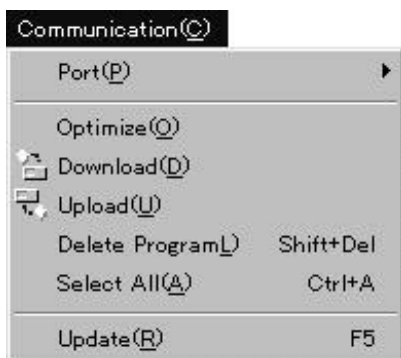 Communication(C)
Port(P)
Optimize(O)
Download(D)
Upload(U)
Delete ProgramL) Shift+Del
Select All(A) Ctrl+A
Update(R) F5